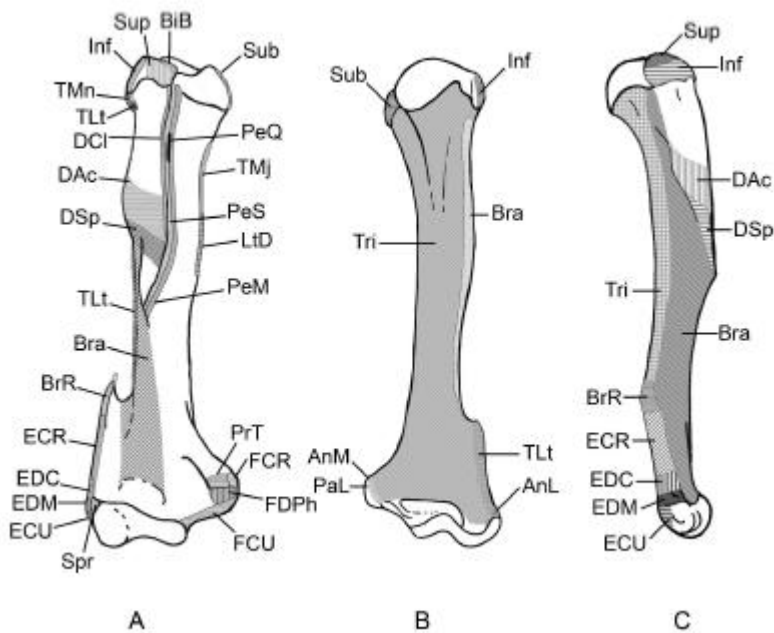 Sup BiB
Inf
Sub
TMn
TLt
DCl
PeQ
DAc
TMj
DSp
PeS
LtD
TLt
PeM
Bra
BrR
ECR
PrT
FCR
EDC
EDM
FDPh
ECU
FCU
Spr
A
Sub
Inf
Tri
Bra
AnM
PaL
TLt
AnL
B
Sup
Inf
DAc
DSp
Tri
Bra
BrR
ECR
EDC
EDM
ECU
C